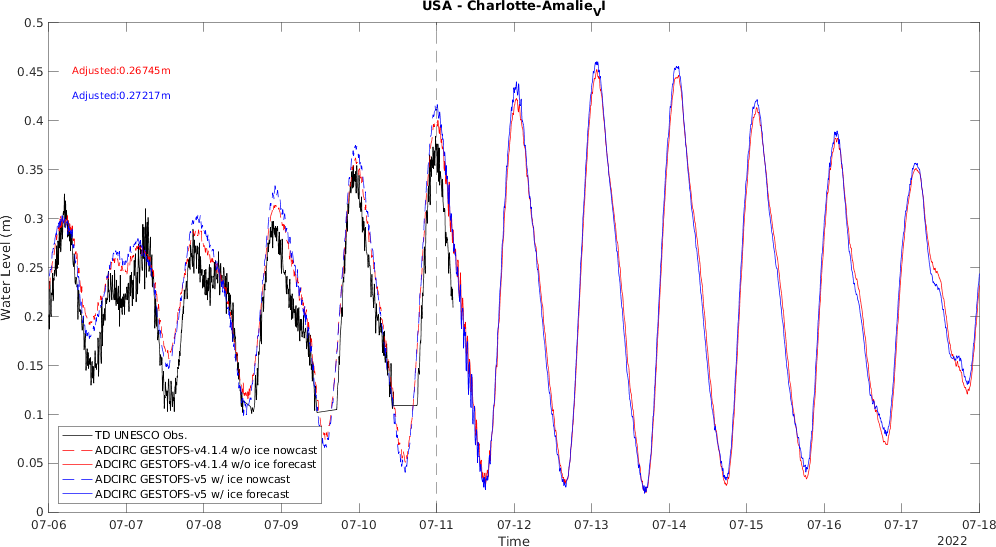 USA - Charlotte-Amalie_VI
0.5
0.45
0.4
0.35
0.3
0.25
0.2
0.15
0.1
0.05
0
Water Level (m)
Adjusted:0.26745m
Adjusted:0.27217m
TD UNESCO Obs.
ADCIRC GESTOFS-v4.1.4 w/o ice nowcast
ADCIRC GESTOFS-v4.1.4 w/o ice forecast
ADCIRC GESTOFS-v5 w/ ice nowcast
ADCIRC GESTOFS-v5 w/ ice forecast
07-06 07-07 07-08 07-09 07-10 07-11 07-12 07-13 07-14 07-15 07-16 07-17 07-18
Time
2022